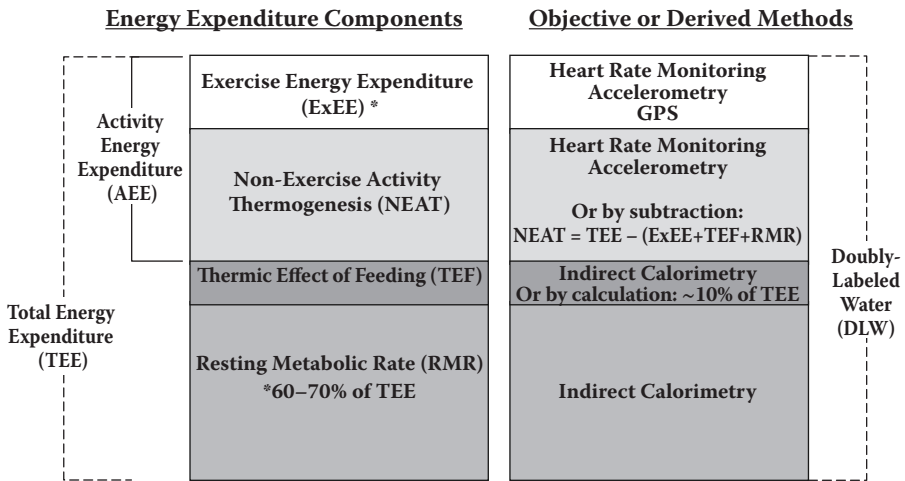 Energy Expenditure Components
Objective or Derived Methods
Activity
Energy
Expenditure
(AEE)
Total Energy
Expenditure
(TEE)
Exercise Energy Expenditure
(ExEE) *
Non-Exercise Activity
Thermogenesis (NEAT)
Thermic Effect of Feeding (TEF)
Resting Metabolic Rate (RMR)
*60–70% of TEE
Heart Rate Monitoring
Accelerometry
GPS
Heart Rate Monitoring
Accelerometry
Or by subtraction:
NEAT = TEE – (ExEE+TEF+RMR)
Indirect Calorimetry
Or by calculation: ~10% of TEE
Indirect Calorimetry
Doubly-
Labeled
Water
(DLW)